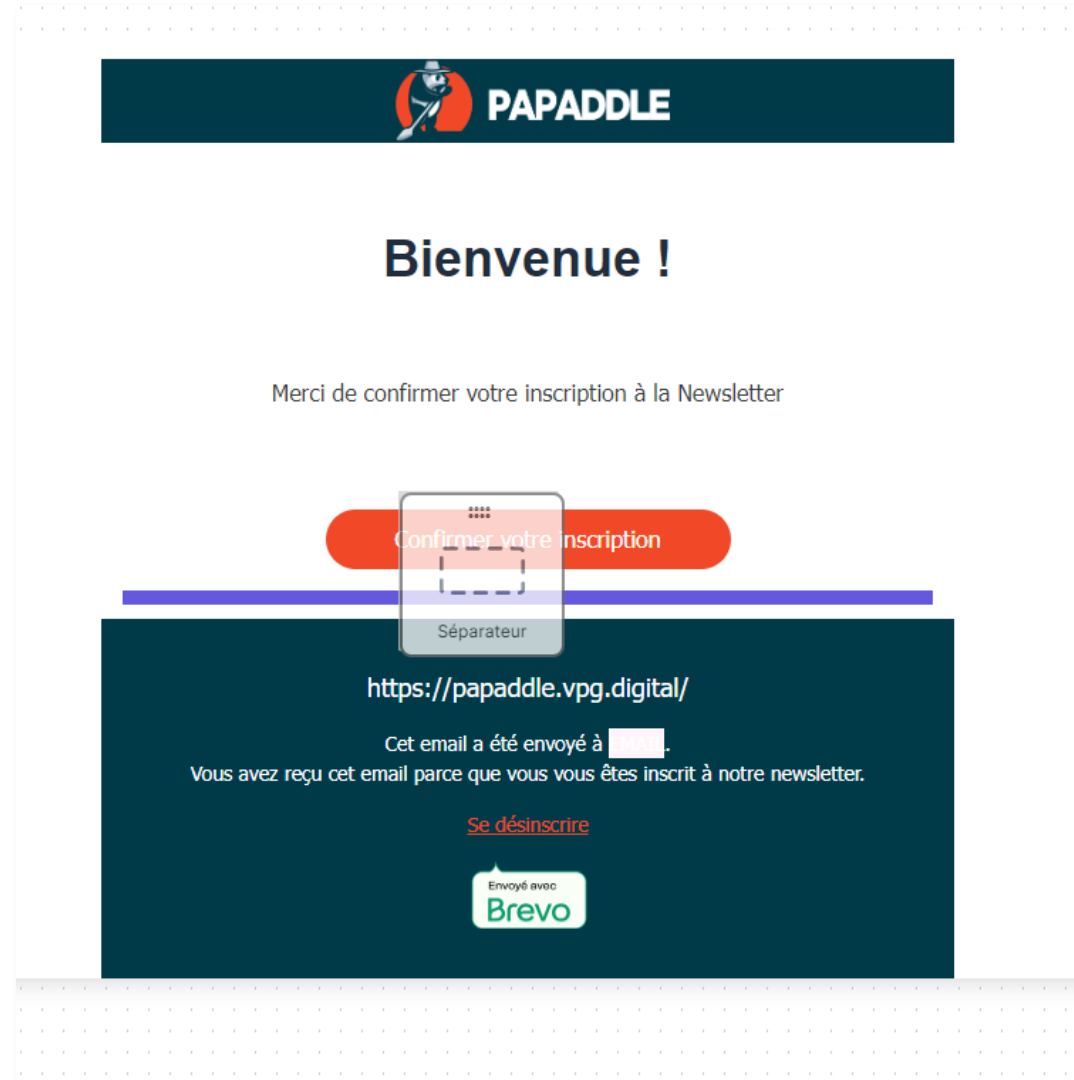 PAPADDLE
Bienvenue !
Merci de confirmer votre inscription à la Newsletter
Confirmer votre inscription
Séparateur
https://papaddle.vpg.digital/
Cet email a été envoyé à EMAIL.
Vous avez reçu cet email parce que vous vous êtes inscrit à notre newsletter.
Se désinscrire
Envoyé avec
Brevo